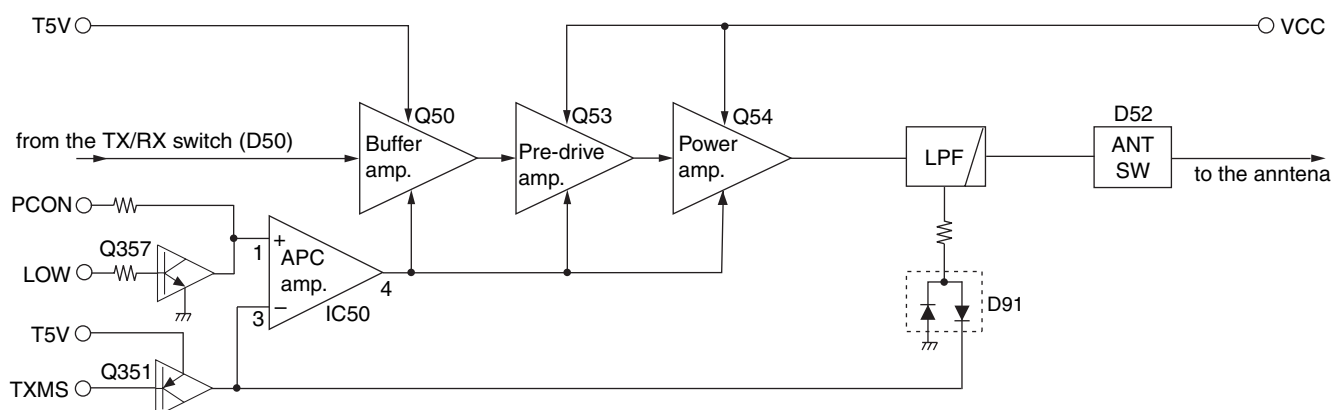 T5V
VCC
Q50
Q53
Q54
D52
from the TX/RX switch (D50)
Buffer
amp.
Pre-drive
amp.
Power
amp.
LPF
ANT
SW
to the anntena
PCON
Q357
LOW
1
+
APC
amp.
4
3
–
IC50
D91
T5V
Q351
TXMS